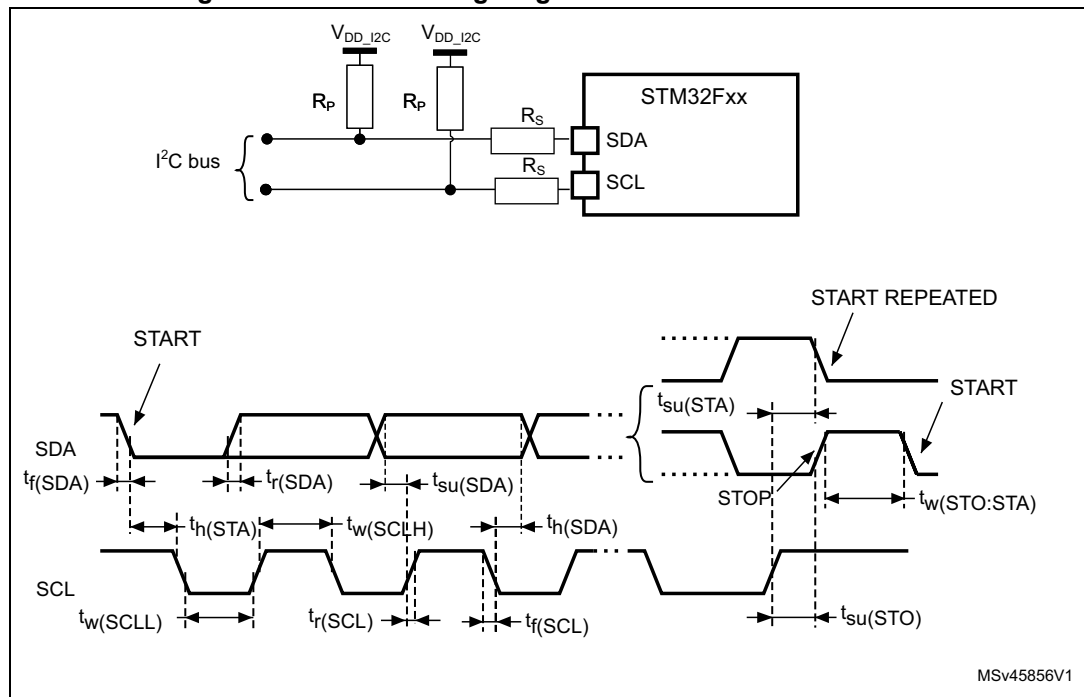 V_DD_I2C V_DD_I2C
STM32Fxx
R_P R_P
R_S
SDA
I²C bus
R_S
SCL
START REPEATED
START
START
t_su(STA)
SDA
t_f(SDA) t_r(SDA) t_su(SDA)
STOP
t_w(STO:STA)
t_h(STA) t_w(SCLH) t_h(SDA)
SCL
t_w(SCLL) t_r(SCL) t_f(SCL) t_su(STO)
MSv45856V1